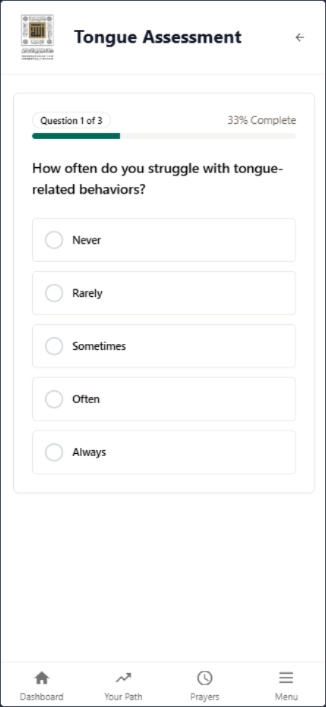 Tongue Assessment
←
Question 1 of 3
33% Complete
How often do you struggle with tongue-
related behaviors?
Never
Rarely
Sometimes
Often
Always
Dashboard
Your Path
Prayers
Menu